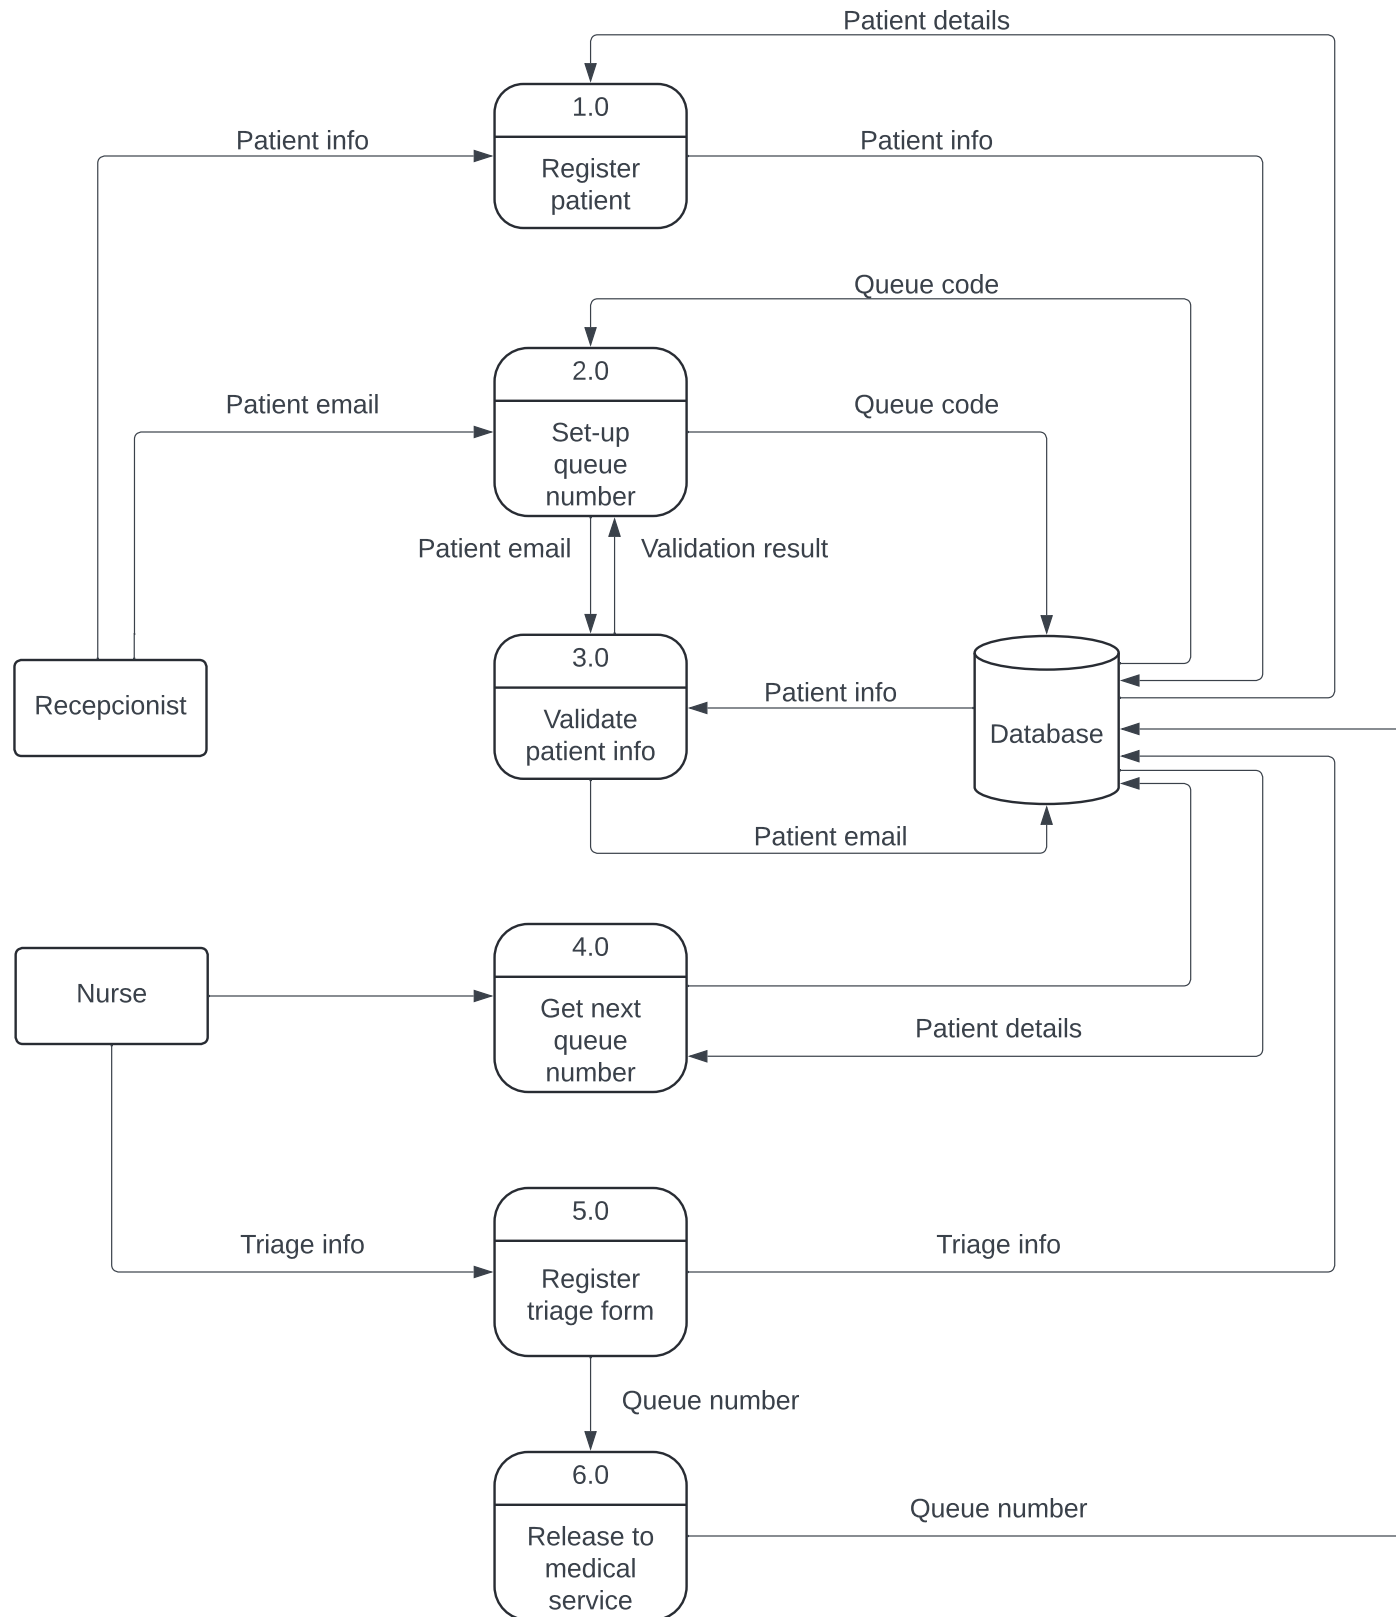 Patient details
1.0
Patient info
Patient info
Register
patient
Queue code
2.0
Patient email
Queue code
Set-up
queue
number
Patient email
Validation result
3.0
Patient info
Recepcionist
Validate
patient info
Database
Patient email
4.0
Nurse
Get next
queue
number
Patient details
5.0
Triage info
Triage info
Register
triage form
Queue number
6.0
Queue number
Release to
medical
service